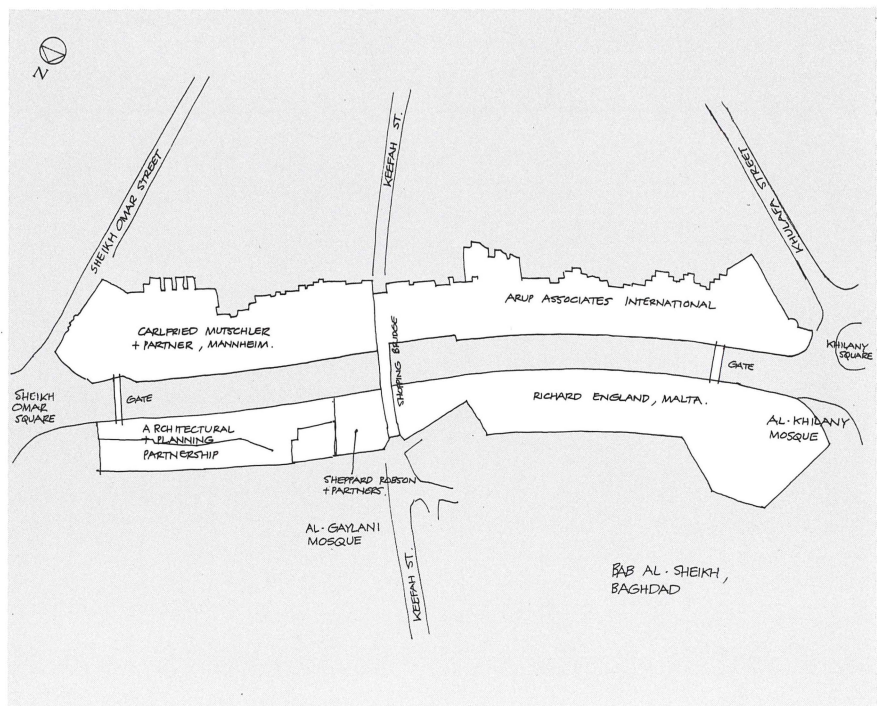 N
SHEIKH OMAR STREET
KEEFAH ST.
KHULAFA STREET
CARLFRIED MUTSCHLER
+ PARTNER, MANNHEIM.
ARUP ASSOCIATES INTERNATIONAL
SHOPPING BRIDGE
KHILANY
SQUARE
GATE
GATE
SHEIKH
OMAR
SQUARE
RICHARD ENGLAND, MALTA.
AL·KHILANY
MOSQUE
ARCHITECTURAL
+ PLANNING
PARTNERSHIP
SHEPPARD ROBSON
+ PARTNERS.
AL·GAYLANI
MOSQUE
KEEFAH ST.
BAB AL·SHEIKH,
BAGHDAD